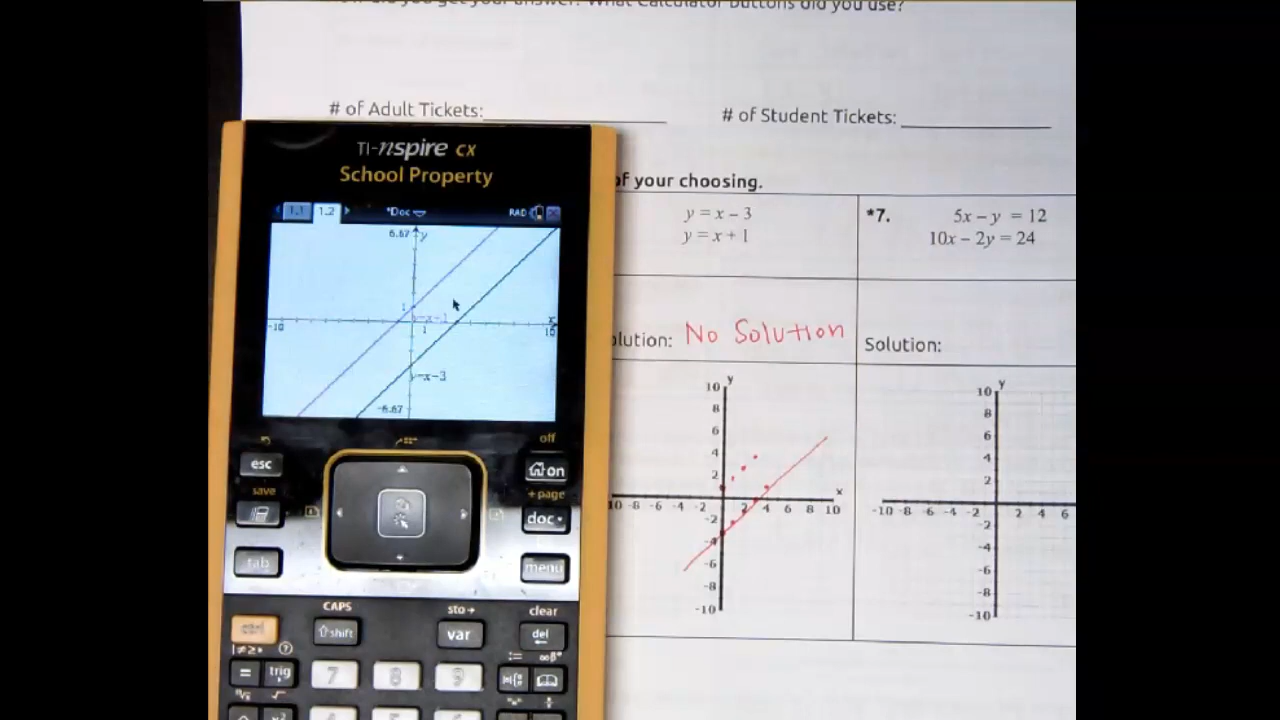 How did you get your answer? What Calculator buttons did you use?
# of Adult Tickets:
# of Student Tickets:
TI-nspire CX
School Property
of your choosing.
y = x – 3
y = x + 1
*7.
5x – y = 12
10x – 2y = 24
1.1
1.2
*Doc
RAD
6.67
y
1
-10
1
x
10
x-3
-6.67
Solution: No Solution
Solution:
10 y
8
6
4
2
10 -8 -6 -4 -2 2 4 6 8 10 x
-2
-4
-6
-8
-10
10 y
8
6
4
2
-10 -8 -6 -4 -2 2 4 6
-2
-4
-6
-8
-10
off
esc
on
save
+ page
doc
tab
menu
CAPS
sto→
clear
ctrl
shift
var
del
=
trig
7
8
9